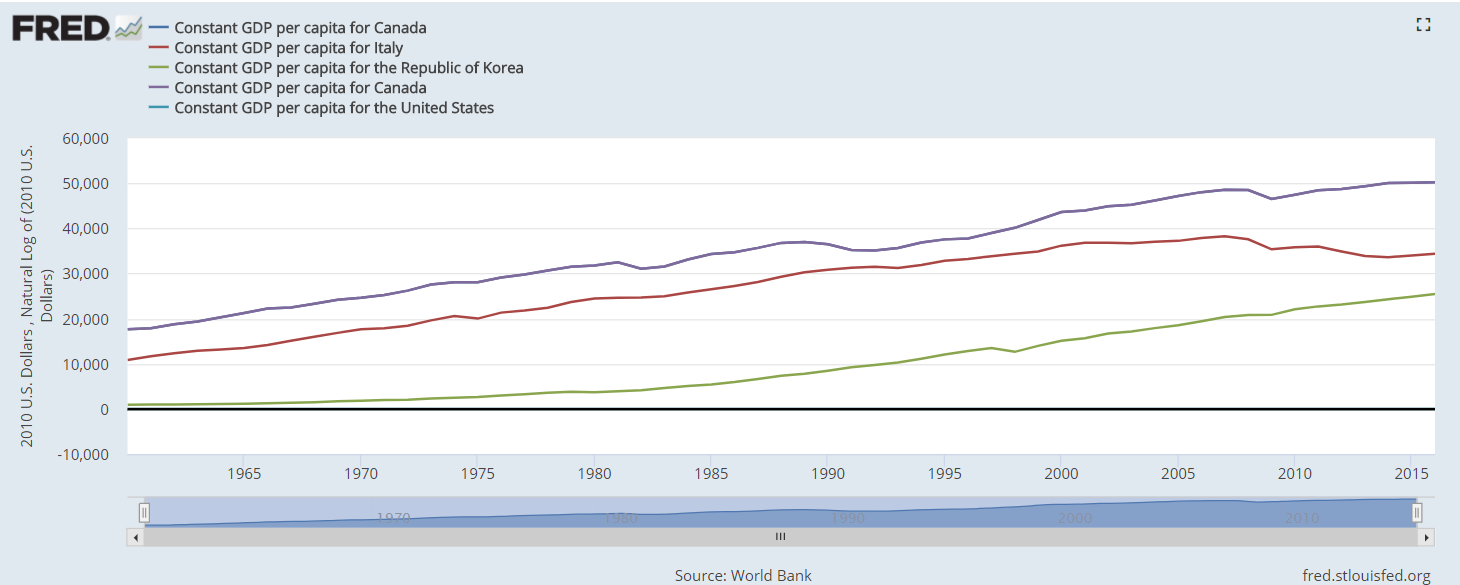 FRED
Constant GDP per capita for Canada
Constant GDP per capita for Italy
Constant GDP per capita for the Republic of Korea
Constant GDP per capita for Canada
Constant GDP per capita for the United States
2010 U.S. Dollars , Natural Log of (2010 U.S.
Dollars)
60,000
50,000
40,000
30,000
20,000
10,000
0
-10,000
1965 1970 1975 1980 1985 1990 1995 2000 2005 2010 2015
1970 1980 1990 2000 2010
Source: World Bank
fred.stlouisfed.org